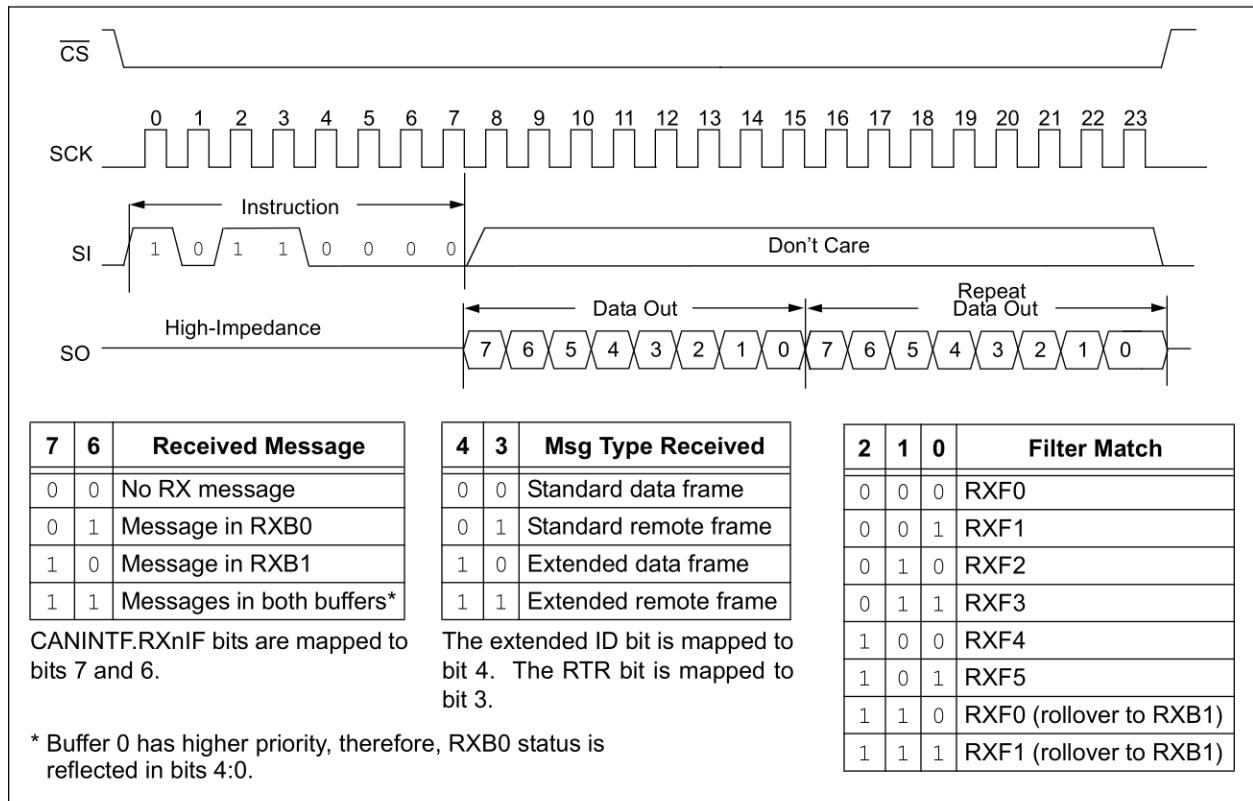 CS
0 1 2 3 4 5 6 7 8 9 10 11 12 13 14 15 16 17 18 19 20 21 22 23
SCK
Instruction
SI 1 0 1 1 0 0 0 0 Don't Care
Data Out
Repeat
Data Out
High-Impedance
SO 7 6 5 4 3 2 1 0 7 6 5 4 3 2 1 0
7 6 Received Message
0 0 No RX message
0 1 Message in RXB0
1 0 Message in RXB1
1 1 Messages in both buffers*
CANINTF.RXnIF bits are mapped to
bits 7 and 6.
4 3 Msg Type Received
0 0 Standard data frame
0 1 Standard remote frame
1 0 Extended data frame
1 1 Extended remote frame
The extended ID bit is mapped to
bit 4. The RTR bit is mapped to
bit 3.
2 1 0 Filter Match
0 0 0 RXF0
0 0 1 RXF1
0 1 0 RXF2
0 1 1 RXF3
1 0 0 RXF4
1 0 1 RXF5
1 1 0 RXF0 (rollover to RXB1)
1 1 1 RXF1 (rollover to RXB1)
* Buffer 0 has higher priority, therefore, RXB0 status is
reflected in bits 4:0.